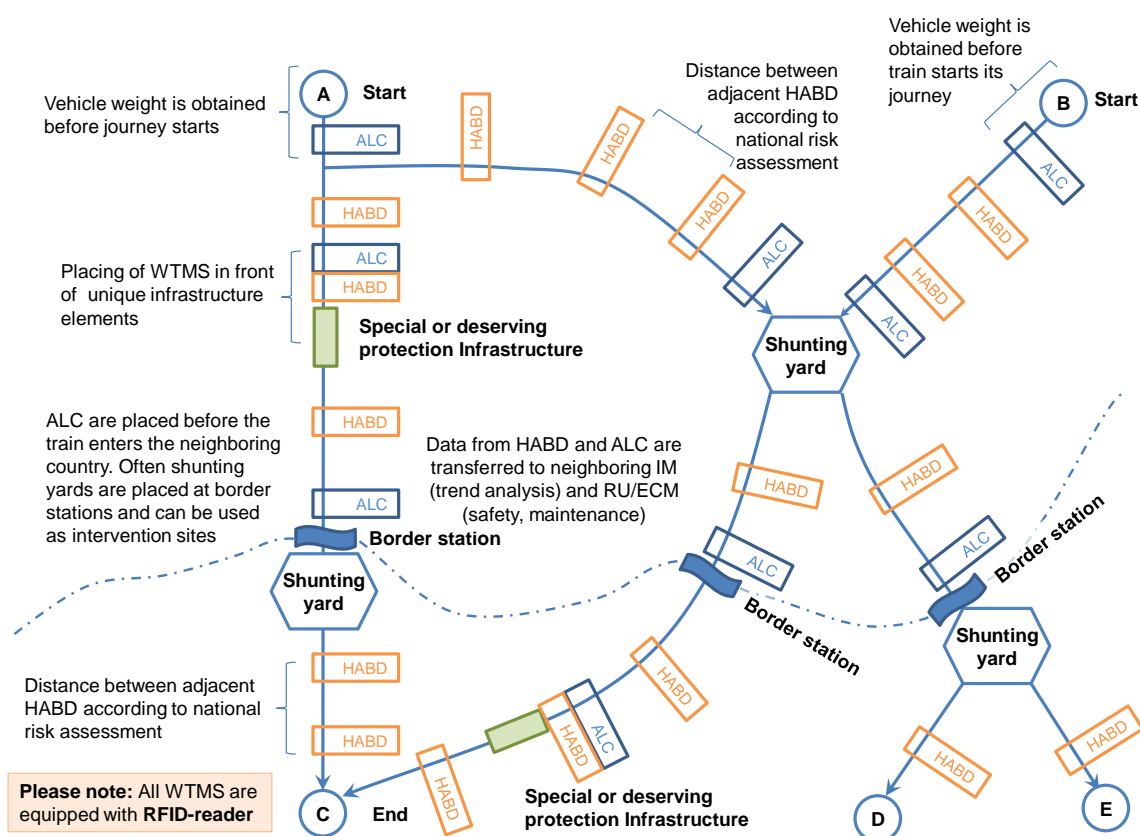 Vehicle weight is obtained
before journey starts
A
Start
ALC
HABD
HABD
HABD
Distance between
adjacent HABD
according to
national risk
assessment
Vehicle weight is
obtained before
train starts its
journey
B
Start
ALC
HABD
HABD
ALC
ALC
HABD
Placing of WTMS in front
of unique infrastructure
elements
ALC
HABD
Special or deserving
protection Infrastructure
Shunting
yard
ALC are placed before the
train enters the neighboring
country. Often shunting
yards are placed at border
stations and can be used
as intervention sites
HABD
ALC
Border station
Data from HABD and ALC are
transferred to neighboring IM
(trend analysis) and RU/ECM
(safety, maintenance)
HABD
HABD
ALC
Border station
ALC
Border station
Shunting
yard
Shunting
yard
Distance between adjacent
HABD according to national
risk assessment
HABD
HABD
HABD
ALC
HABD
HABD
HABD
HABD
Special or deserving
protection Infrastructure
Please note: All WTMS are
equipped with RFID-reader
C
End
D
E